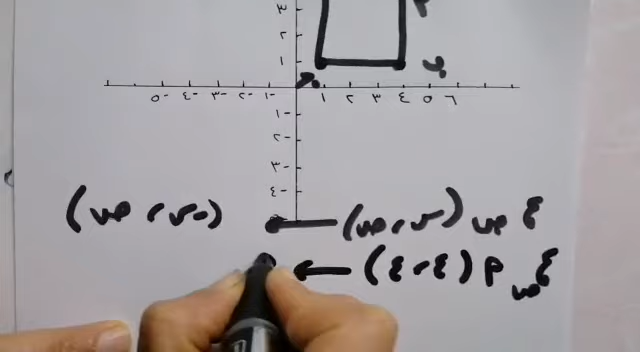 ٣
٢
١ ب
٥- ٤- ٣- ٢- ١- ١ ٢ ٣ ٤ ٥ ٦
١-
٢-
٣-
٤-
ع ص (س ، ص) ← (-س ، ص)
ع ص م (٤ ، ٤) ←